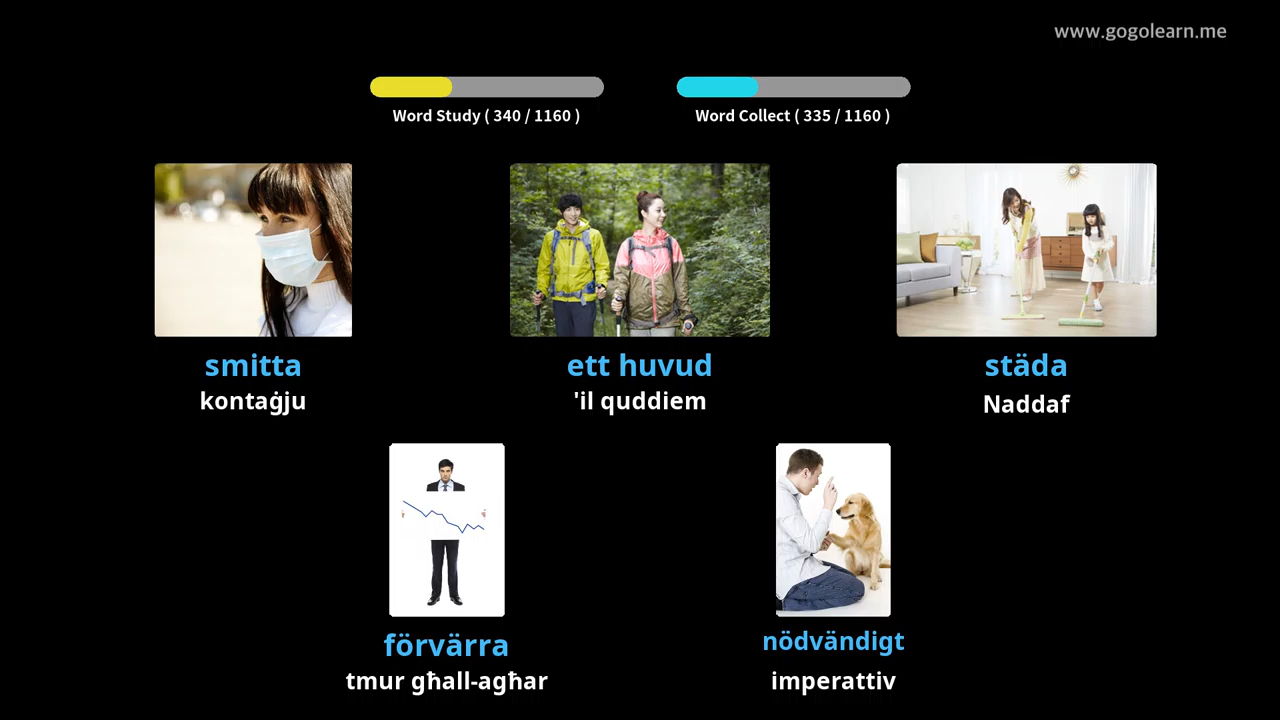 www.gogolearn.me
Word Study ( 340 / 1160 )
Word Collect ( 335 / 1160 )
smitta
kontaġju
ett huvud
'il quddiem
städa
Naddaf
förvärra
tmur għall-agħar
nödvändigt
imperattiv